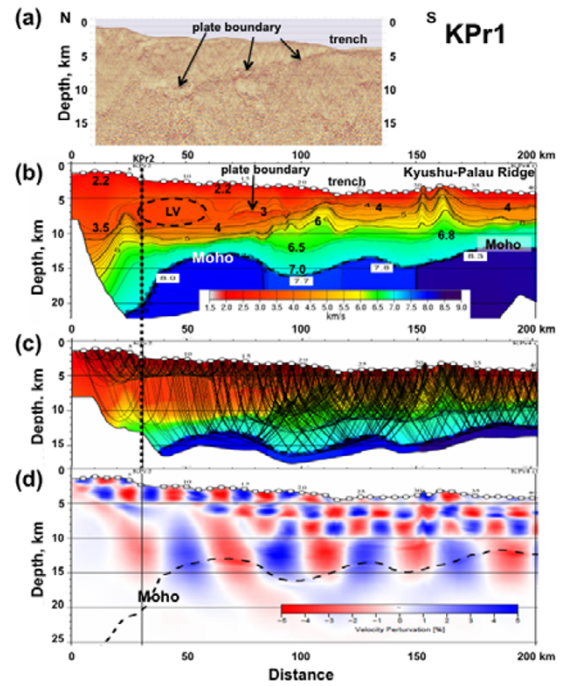 (a) N S KPr1
0 plate boundary 0
trench
5 5
10 10
15 15
Depth, km
0 50 100 150 200 km
KPr2
(b) 0 plate boundary Kyushu-Palau Ridge
2.2 2.2 trench
5 LV 3 4 4
3.5 4 6
10 6.5 6.8
Moho Moho
15 7.0 7.8 8.3
8.0 7.7
20
1.5 2.0 2.5 3.0 3.5 4.0 4.5 5.0 5.5 6.0 6.5 7.0 7.5 8.0 8.5 9.0
km/s
Depth, km
(c) 0
5
10
15
Depth, km
0 50 100 150 200 km
(d) 0
5
10
15
Moho
20
-5 -4 -3 -2 -1 0 1 2 3 4 5
Velocity Perturvation [%]
25
Depth, km
0 50 100 150 200 km
Distance